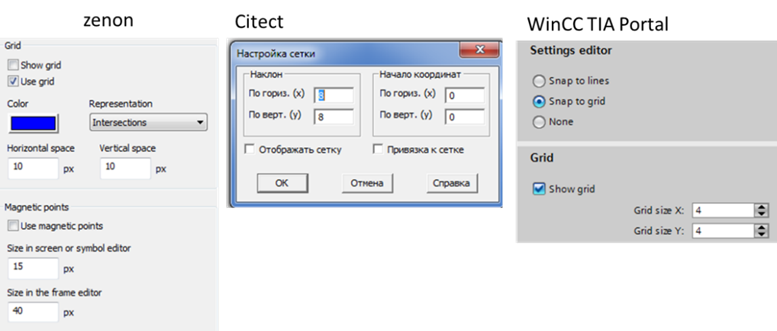 zenon
Grid
Show grid
Use grid
Color
Representation
Intersections
Horizontal space
Vertical space
10 px
10 px
Magnetic points
Use magnetic points
Size in screen or symbol editor
15 px
Size in the frame editor
40 px
Citect
Настройка сетки
Наклон
По гориз. (x) 8
По верт. (y) 8
Начало координат
По гориз. (x) 0
По верт. (y) 0
Отображать сетку
Привязка к сетке
ОК
Отмена
Справка
WinCC TIA Portal
Settings editor
Snap to lines
Snap to grid
None
Grid
Show grid
Grid size X: 4
Grid size Y: 4